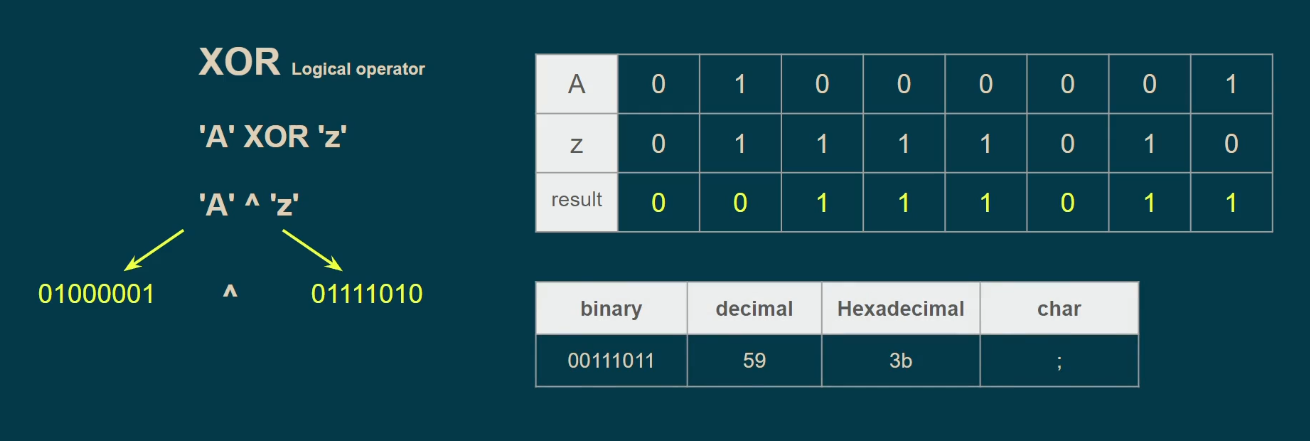 XOR Logical operator
'A' XOR 'z'
'A' ^ 'z'
01000001 ^ 01111010
A 0 1 0 0 0 0 0 1
z 0 1 1 1 1 0 1 0
result 0 0 1 1 1 0 1 1
binary decimal Hexadecimal char
00111011 59 3b ;